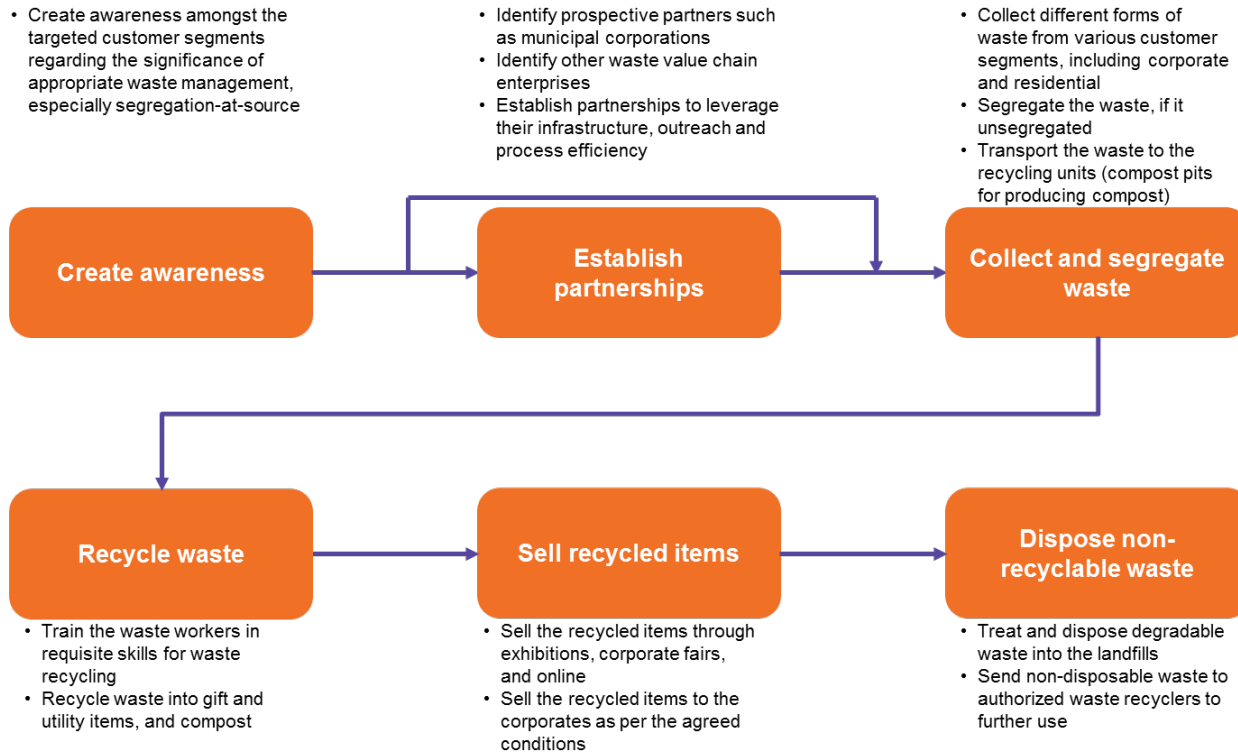 • Create awareness amongst the
targeted customer segments
regarding the significance of
appropriate waste management,
especially segregation-at-source
• Identify prospective partners such
as municipal corporations
• Identify other waste value chain
enterprises
• Establish partnerships to leverage
their infrastructure, outreach and
process efficiency
• Collect different forms of
waste from various customer
segments, including corporate
and residential
• Segregate the waste, if it
unsegregated
• Transport the waste to the
recycling units (compost pits
for producing compost)
Create awareness
Establish
partnerships
Collect and segregate
waste
Recycle waste
Sell recycled items
Dispose non-
recyclable waste
• Train the waste workers in
requisite skills for waste
recycling
• Recycle waste into gift and
utility items, and compost
• Sell the recycled items through
exhibitions, corporate fairs,
and online
• Sell the recycled items to the
corporates as per the agreed
conditions
• Treat and dispose degradable
waste into the landfills
• Send non-disposable waste to
authorized waste recyclers to
further use